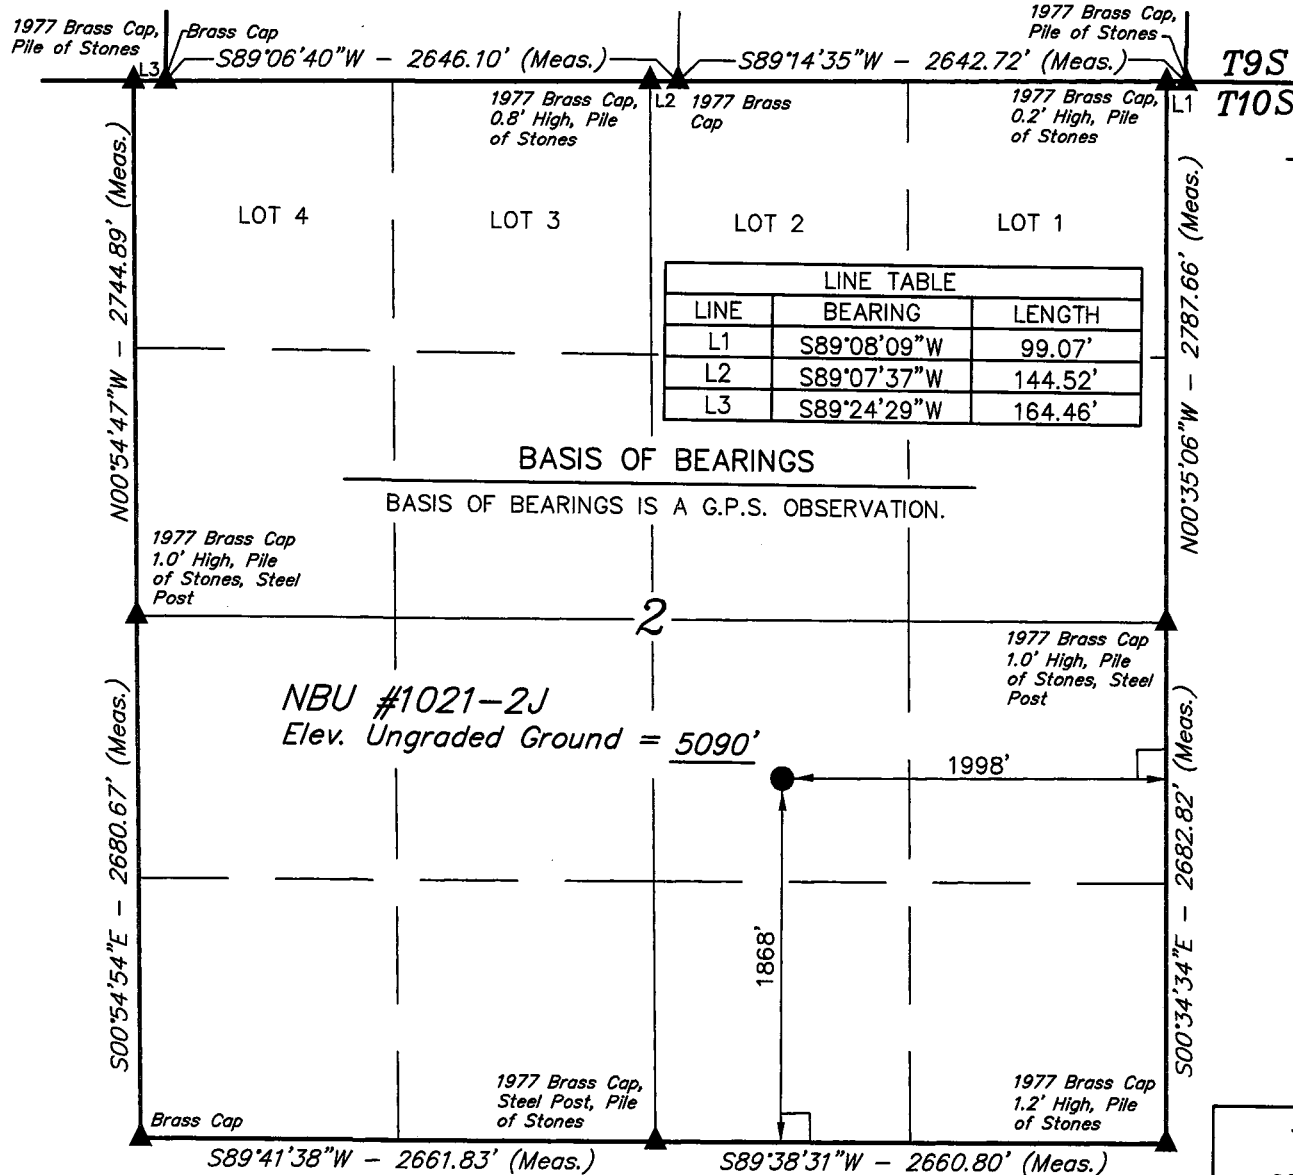 1977 Brass Cap,
Pile of Stones
Brass Cap
S89°06'40"W - 2646.10' (Meas.)
S89°14'35"W - 2642.72' (Meas.)
1977 Brass Cap,
Pile of Stones
T9S
T10S
L3
L2
L1
1977 Brass Cap,
0.8' High, Pile
of Stones
1977 Brass
Cap
1977 Brass Cap,
0.2' High, Pile
of Stones
N00°54'47"W - 2744.89' (Meas.)
LOT 4
LOT 3
LOT 2
LOT 1
N00°35'06"W - 2787.66' (Meas.)
LINE TABLE
LINE BEARING LENGTH
L1 S89°08'09"W 99.07'
L2 S89°07'37"W 144.52'
L3 S89°24'29"W 164.46'
BASIS OF BEARINGS
BASIS OF BEARINGS IS A G.P.S. OBSERVATION.
1977 Brass Cap
1.0' High, Pile
of Stones, Steel
Post
2
1977 Brass Cap
1.0' High, Pile
of Stones, Steel
Post
NBU #1021-2J
Elev. Ungraded Ground = 5090'
1998'
1868'
S00°54'54"E - 2680.67' (Meas.)
S00°34'34"E - 2682.82' (Meas.)
Brass Cap
1977 Brass Cap,
Steel Post, Pile
of Stones
1977 Brass Cap
1.2' High, Pile
of Stones
S89°41'38"W - 2661.83' (Meas.)
S89°38'31"W - 2660.80' (Meas.)